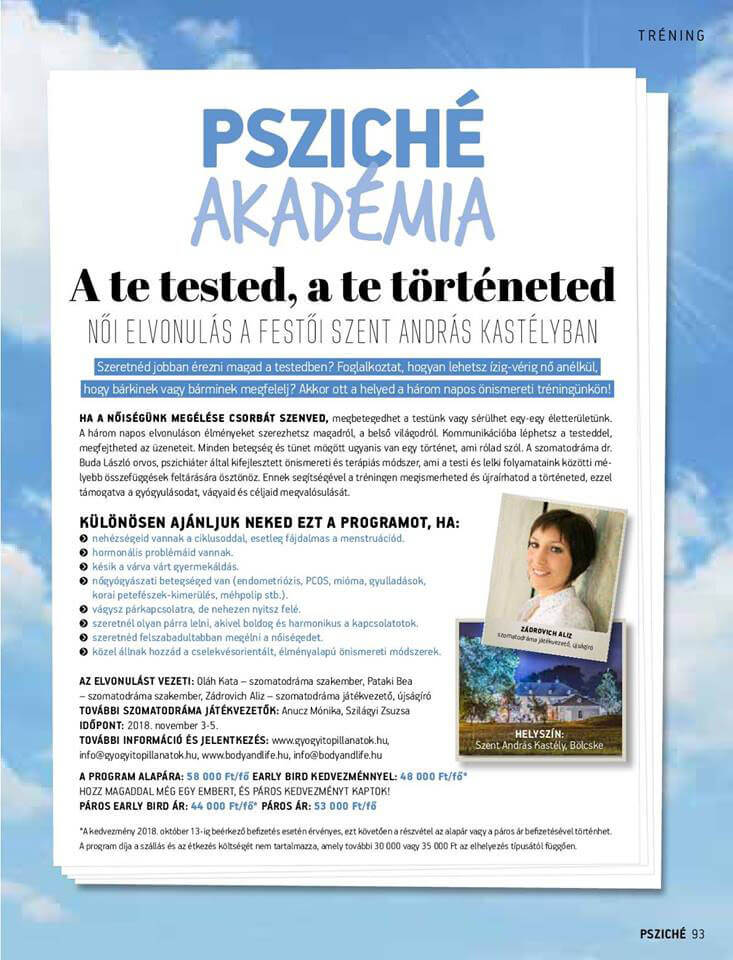 TRÉNING
PSZICHÉ
AKADÉMIA
A te tested, a te történeted
NŐI ELVONULÁS A FESTŐI SZENT ANDRÁS KASTÉLYBAN
Szeretnéd jobban érezni magad a testedben? Foglalkoztat, hogyan lehetsz ízig-vérig nő anélkül,
hogy bárkinek vagy bárminek megfelelj? Akkor ott a helyed a három napos önismereti tréningünkön!
HA A NŐISÉGÜNK MEGÉLÉSE CSORBÁT SZENVED, megbetegedhet a testünk vagy sérülhet egy-egy életterületünk.
A három napos elvonuláson élményeket szerezhetsz magadról, a belső világodról. Kommunikációba léphetsz a testeddel,
megfejtheted az üzeneteit. Minden betegség és tünet mögött ugyanis van egy történet, ami rólad szól. A szomatodráma dr.
Buda László orvos, pszichiáter által kifejlesztett önismereti és terápiás módszer, ami a testi és lelki folyamataink közötti mé-
lyebb összefüggések feltárására ösztönöz. Ennek segítségével a tréningen megismerheted és újraírhatod a történeted, ezzel
támogatva a gyógyulásodat, vágyaid és céljaid megvalósulását.
KÜLÖNÖSEN AJÁNLJUK NEKED EZT A PROGRAMOT, HA:
nehézségeid vannak a ciklusoddal, esetleg fájdalmas a menstruációd.
hormonális problémáid vannak.
késik a várva várt gyermekáldás.
nőgyógyászati betegséged van (endometriózis, PCOS, mióma, gyulladások,
korai petefészek-kimerülés, méhpolip stb.).
vágysz párkapcsolatra, de nehezen nyitsz felé.
szeretnél olyan párra lelni, akivel boldog és harmonikus a kapcsolatotok.
szeretnéd felszabadultabban megélni a nőiségedet.
közel állnak hozzád a cselekvésorientált, élményalapú önismereti módszerek.
ZÁDROVICH ALIZ
szomatodráma játékvezető, újságíró
HELYSZÍN:
Szent András Kastély, Bölcske
AZ ELVONULÁST VEZETI: Oláh Kata – szomatodráma szakember, Pataki Bea
– szomatodráma szakember, Zádrovich Aliz – szomatodráma játékvezető, újságíró
TOVÁBBI SZOMATODRÁMA JÁTÉKVEZETŐK: Anucz Mónika, Szilágyi Zsuzsa
IDŐPONT: 2018. november 3-5.
TOVÁBBI INFORMÁCIÓ ÉS JELENTKEZÉS: www.gyogyitopillanatok.hu,
info@gyogyitopillanatok.hu, www.bodyandlife.hu, info@bodyandlife.hu
A PROGRAM ALAPÁRA: 58 000 Ft/fő EARLY BIRD KEDVEZMÉNNYEL: 48 000 Ft/fő*
HOZZ MAGADDAL MÉG EGY EMBERT, ÉS PÁROS KEDVEZMÉNYT KAPTOK!
PÁROS EARLY BIRD ÁR: 44 000 Ft/fő* PÁROS ÁR: 53 000 Ft/fő
*A kedvezmény 2018. október 13-ig beérkező befizetés esetén érvényes, ezt követően a részvétel az alapár vagy a páros ár befizetésével történhet.
A program díja a szállás és az étkezés költségét nem tartalmazza, amely további 30 000 vagy 35 000 Ft az elhelyezés típusától függően.
PSZICHÉ 93